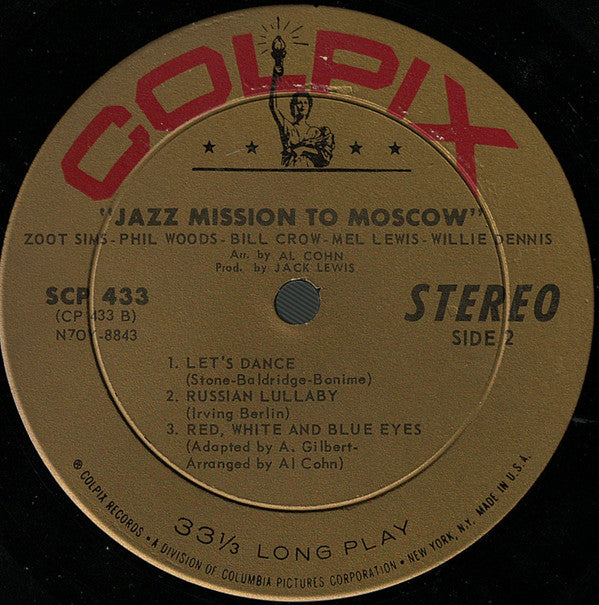 COLPIX
"JAZZ MISSION TO MOSCOW"
ZOOT SIMS - PHIL WOODS - BILL CROW - MEL LEWIS - WILLIE DENNIS
Arr. by AL COHN
Prod. by JACK LEWIS
SCP 433
(CP 433 B)
N7OY-8843
STEREO
SIDE 2
1. LET'S DANCE
(Stone-Baldridge-Bonime)
2. RUSSIAN LULLABY
(Irving Berlin)
3. RED, WHITE AND BLUE EYES
(Adapted by A. Gilbert-
Arranged by Al Cohn)
33⅓ LONG PLAY
® COLPIX RECORDS • A DIVISION OF COLUMBIA PICTURES CORPORATION • NEW YORK, N.Y. MADE IN U.S.A.